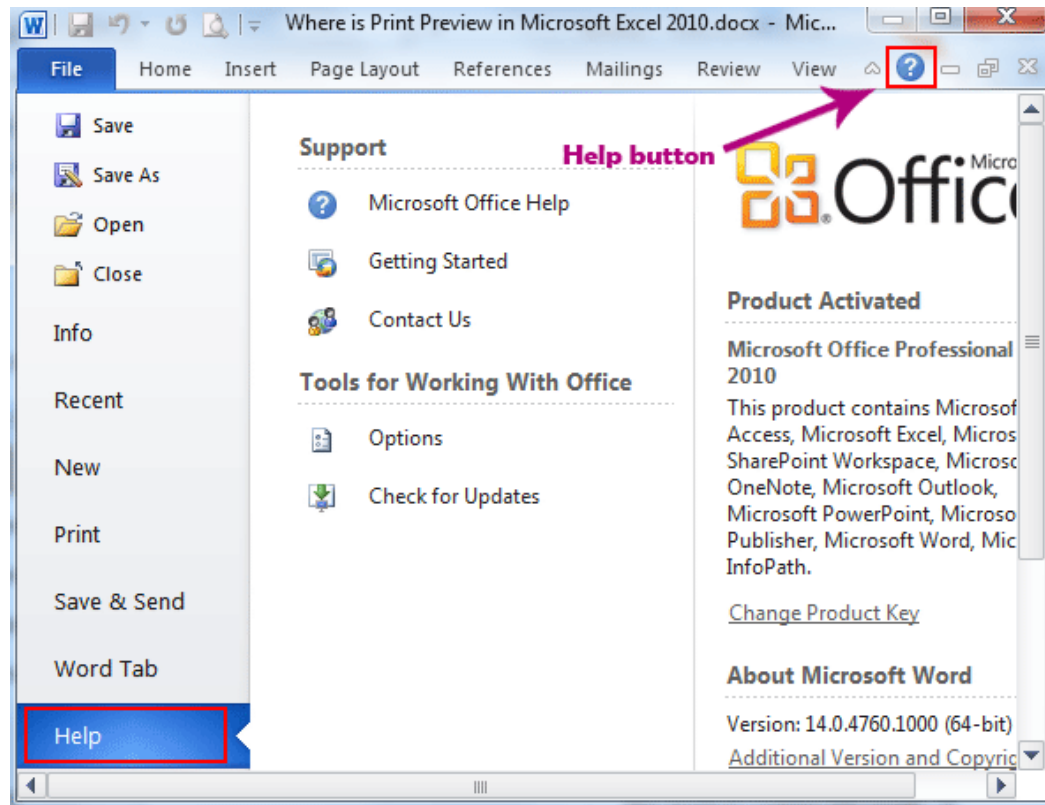 Where is Print Preview in Microsoft Excel 2010.docx - Mic...
File Home Insert Page Layout References Mailings Review View
Save
Save As
Open
Close
Info
Recent
New
Print
Save & Send
Word Tab
Help
Support
Microsoft Office Help
Getting Started
Contact Us
Tools for Working With Office
Options
Check for Updates
Help button
Micro
Office
Product Activated
Microsoft Office Professional
2010
This product contains Microsof
Access, Microsoft Excel, Micros
SharePoint Workspace, Microsc
OneNote, Microsoft Outlook,
Microsoft PowerPoint, Microso
Publisher, Microsoft Word, Mic
InfoPath.
Change Product Key
About Microsoft Word
Version: 14.0.4760.1000 (64-bit)
Additional Version and Copyrig